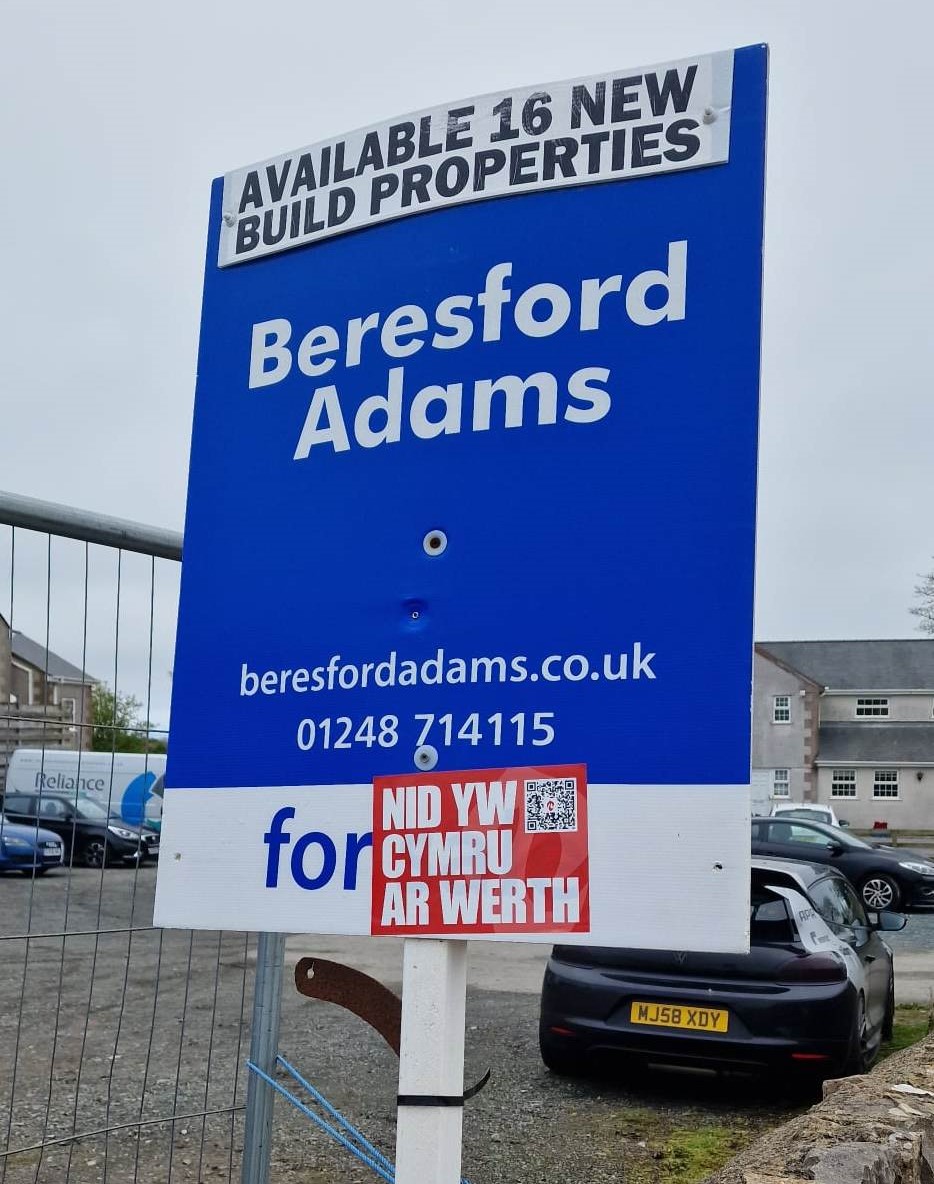 AVAILABLE 16 NEW
BUILD PROPERTIES
Beresford
Adams
beresfordadams.co.uk
01248 714115
for
NID YW
CYMRU
AR WERTH
Reliance
MJ58 XDY